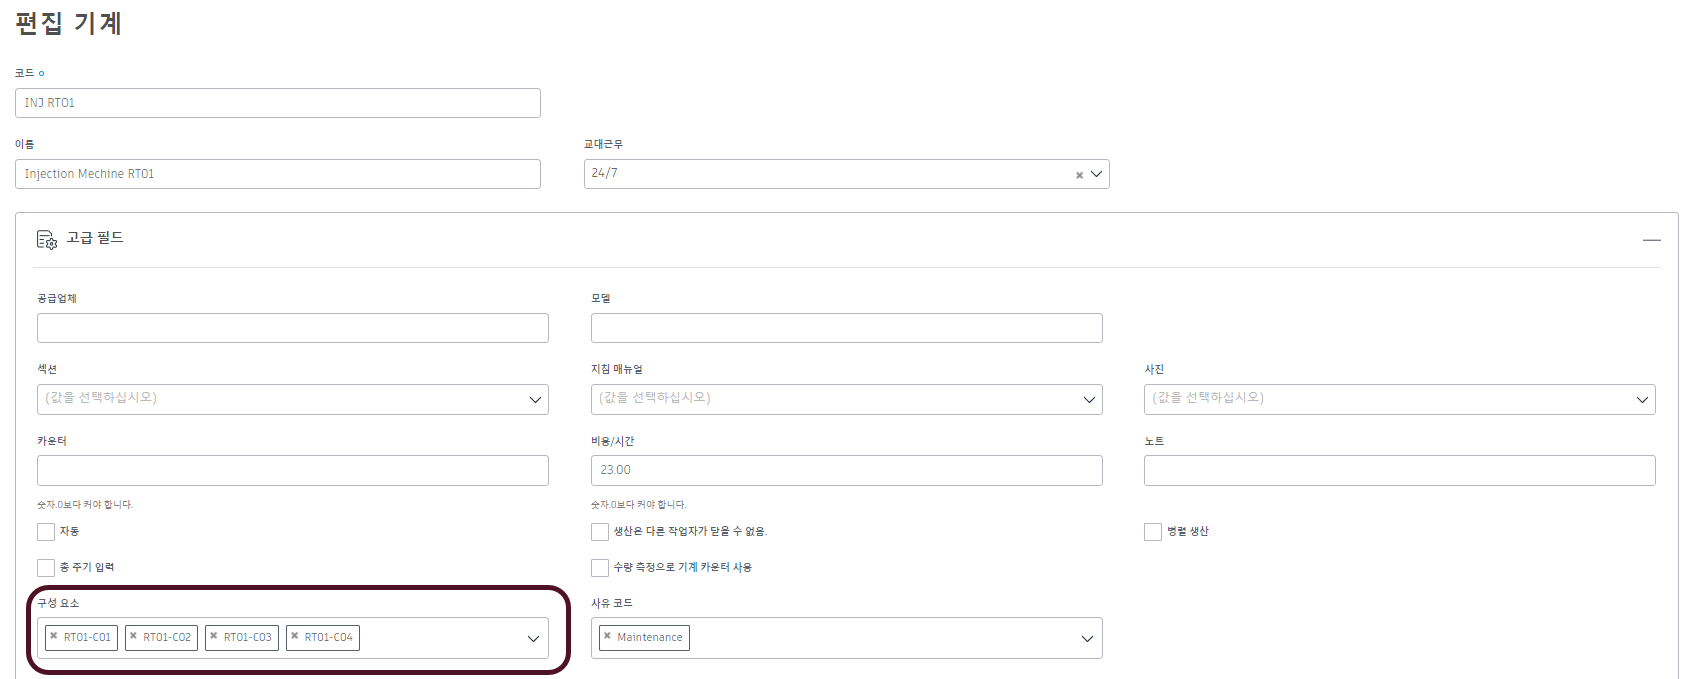 편집 기계
코드
INJ RT01
이름
교대근무
Injection Mechine RT01
24/7
고급 필드
공급업체
모델
섹션
지침 매뉴얼
사진
(값을 선택하십시오)
(값을 선택하십시오)
(값을 선택하십시오)
카운터
비용/시간
노트
23.00
숫자.0보다 커야 합니다.
숫자.0보다 커야 합니다.
자동
생산은 다른 작업자가 닫을 수 없음.
병렬 생산
총 주기 입력
수량 측정으로 기계 카운터 사용
구성 요소
사유 코드
RT01-C01 RT01-C02 RT01-C03 RT01-C04
Maintenance